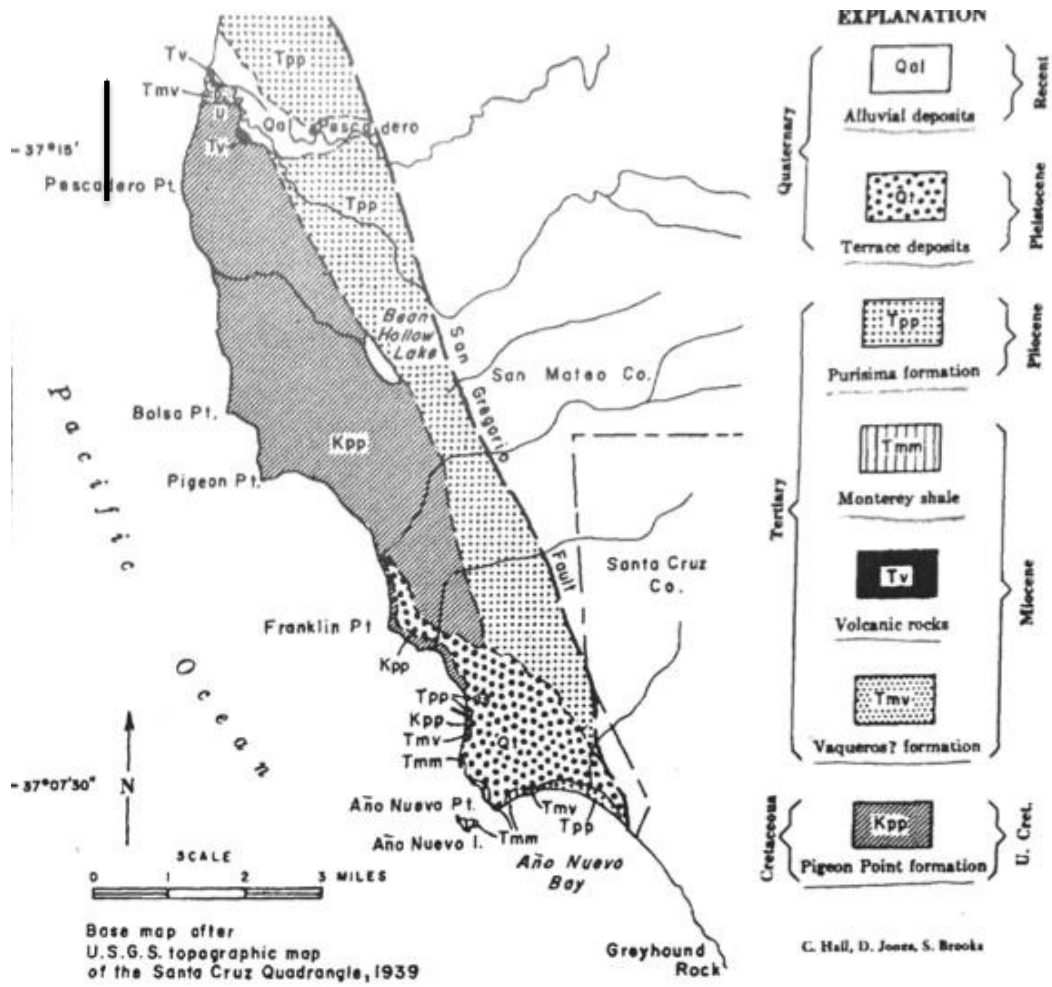 Tv
Tmv
U
Tv
Tpp
Qal
Pescadero
-37°15'
Pescadero Pt.
Tpp
Bean
Hollow
Lake
San Gregorio Fault
San Mateo Co.
Bolsa Pt.
Kpp
Pigeon Pt.
Pacific Ocean
Santa Cruz
Co.
Franklin Pt
Kpp
Tpp
Kpp
Tmv
Tmm
Qt
-37°07'30"
N
Año Nuevo Pt.
Año Nuevo I.
Tmm
Tmv
Tpp
Año Nuevo
Bay
Greyhound
Rock
SCALE
0 1 2 3 MILES
Base map after
U.S.G.S. topographic map
of the Santa Cruz Quadrangle, 1939
EXPLANATION
Quaternary
Qal
Alluvial deposits
Recent
Qt
Terrace deposits
Pleistocene
Tertiary
Tpp
Purisima formation
Pliocene
Tmm
Monterey shale
Tv
Volcanic rocks
Miocene
Tmv
Vaqueros? formation
Cretaceous
Kpp
Pigeon Point formation
U. Cret.
C. Hall, D. Jones, S. Brooks